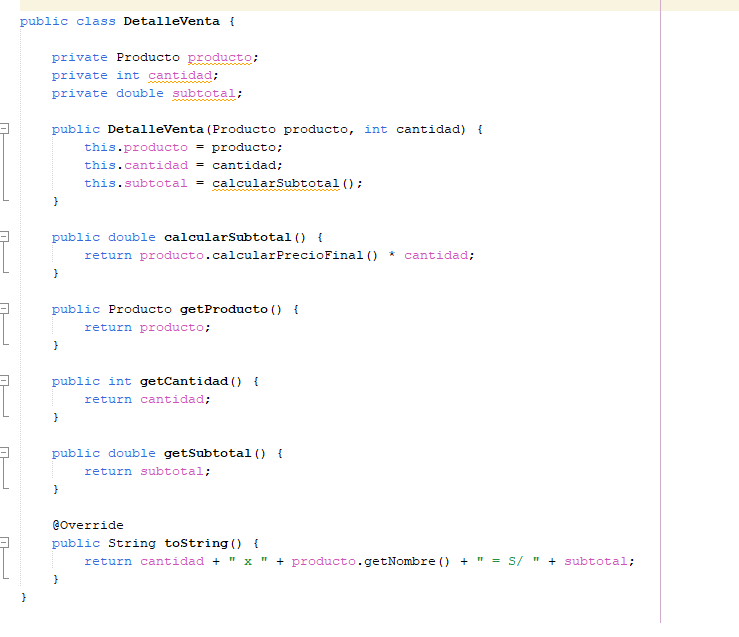 public class DetalleVenta {
private Producto producto;
private int cantidad;
private double subtotal;
public DetalleVenta(Producto producto, int cantidad) {
this.producto = producto;
this.cantidad = cantidad;
this.subtotal = calcularSubtotal();
}
public double calcularSubtotal() {
return producto.calcularPrecioFinal() * cantidad;
}
public Producto getProducto() {
return producto;
}
public int getCantidad() {
return cantidad;
}
public double getSubtotal() {
return subtotal;
}
@Override
public String toString() {
return cantidad + " x " + producto.getNombre() + " = S/ " + subtotal;
}
}